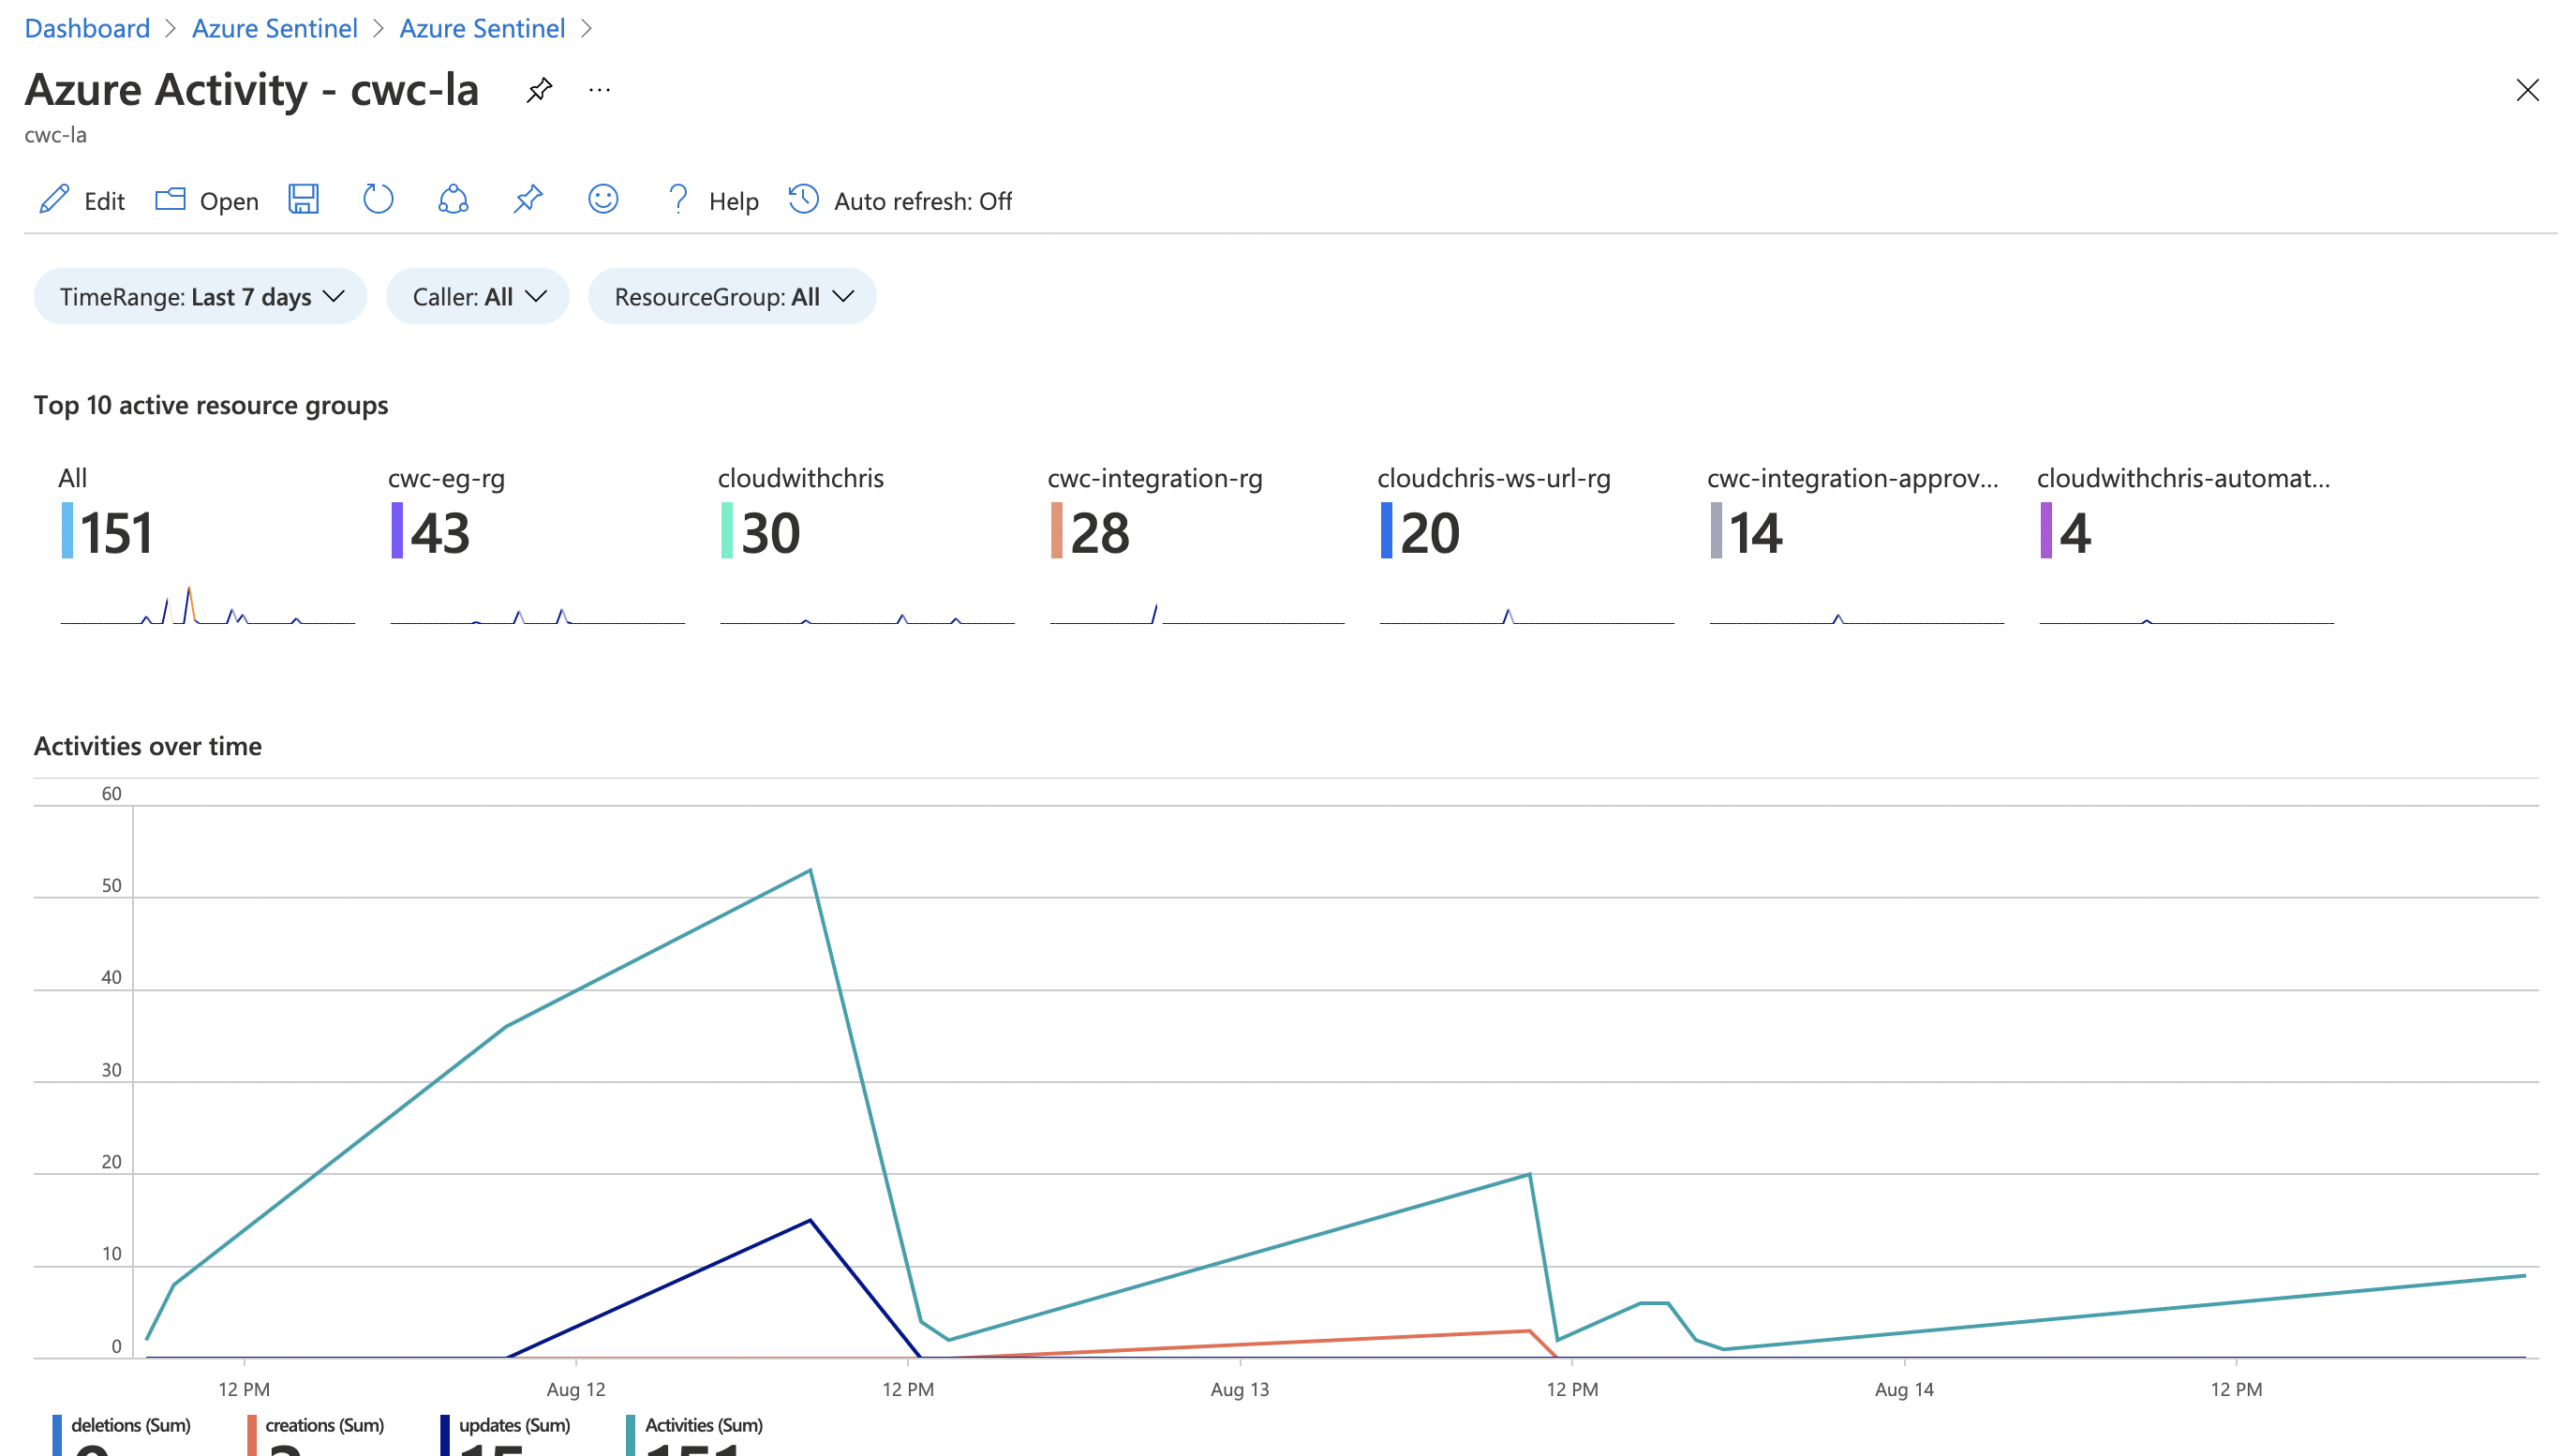 Dashboard > Azure Sentinel > Azure Sentinel >
Azure Activity - cwc-la ...
cwc-la
Edit Open ? Help Auto refresh: Off
TimeRange: Last 7 days Caller: All ResourceGroup: All
Top 10 active resource groups
All cwc-eg-rg cloudwithchris cwc-integration-rg cloudchris-ws-url-rg cwc-integration-approv... cloudwithchris-automat...
151 43 30 28 20 14 4
Activities over time
60
50
40
30
20
10
0
12 PM Aug 12 12 PM Aug 13 12 PM Aug 14 12 PM
deletions (Sum) creations (Sum) updates (Sum) Activities (Sum)
0 3 15 151